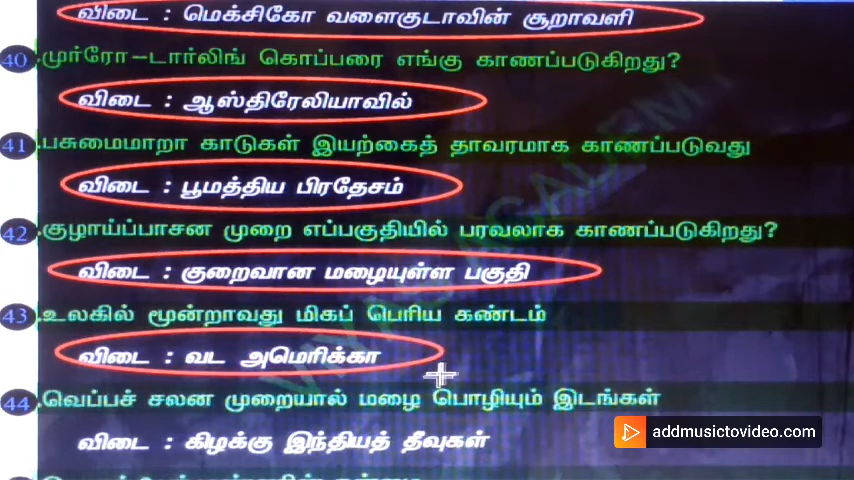 விடை : மெக்சிகோ வளைகுடாவின் சூறாவளி
40.முர்ரோ-டார்லிங் கொப்பரை எங்கு காணப்படுகிறது?
விடை : ஆஸ்திரேலியாவில்
41.பசுமைமாறா காடுகள் இயற்கைத் தாவரமாக காணப்படுவது
விடை : பூமத்திய பிரதேசம்
42.குழாய்ப்பாசன முறை எப்பகுதியில் பரவலாக காணப்படுகிறது?
விடை : குறைவான மழையுள்ள பகுதி
43.உலகில் மூன்றாவது மிகப் பெரிய கண்டம்
விடை : வட அமெரிக்கா
44.வெப்பச் சலன முறையால் மழை பொழியும் இடங்கள்
விடை : கிழக்கு இந்தியத் தீவுகள்
addmusictovideo.com